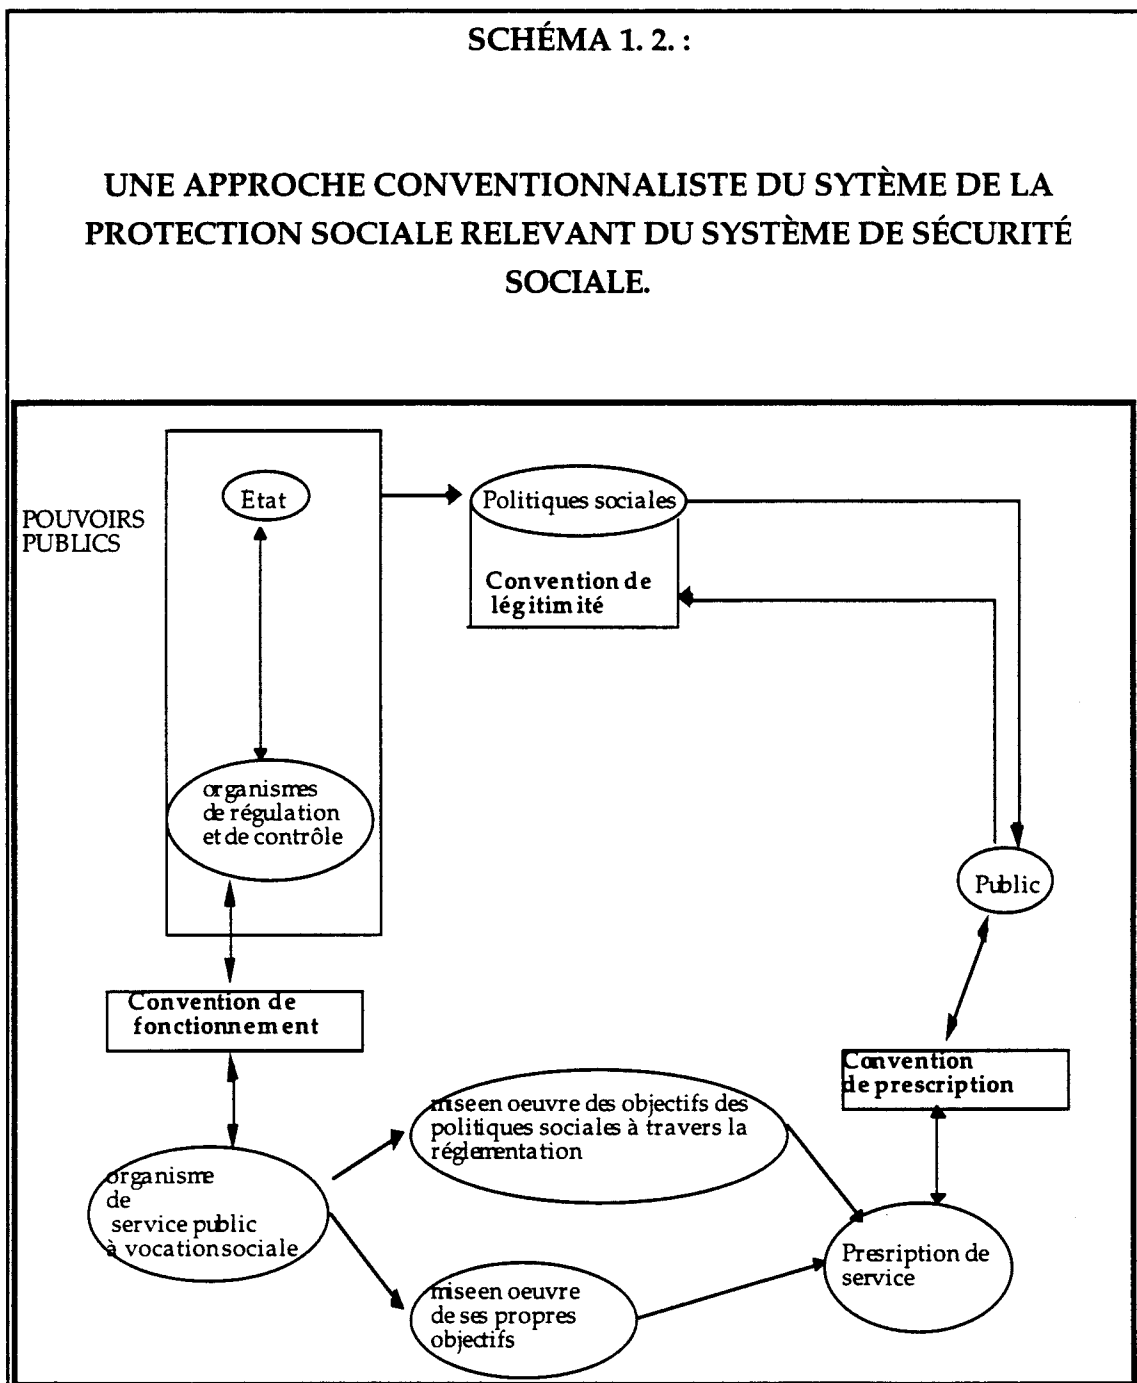 SCHÉMA 1. 2. :
UNE APPROCHE CONVENTIONNALISTE DU SYTÈME DE LA
PROTECTION SOCIALE RELEVANT DU SYSTÈME DE SÉCURITÉ
SOCIALE.
POUVOIRS
PUBLICS
Etat
Politiques sociales
Convention de
légitimité
organismes
de régulation
et de contrôle
Public
Convention de
fonctionnement
Convention
de prescription
mise en oeuvre des objectifs des
politiques sociales à travers la
réglementation
organisme
de
service public
à vocation sociale
Presription de
service
mise en oeuvre
de ses propres
objectifs